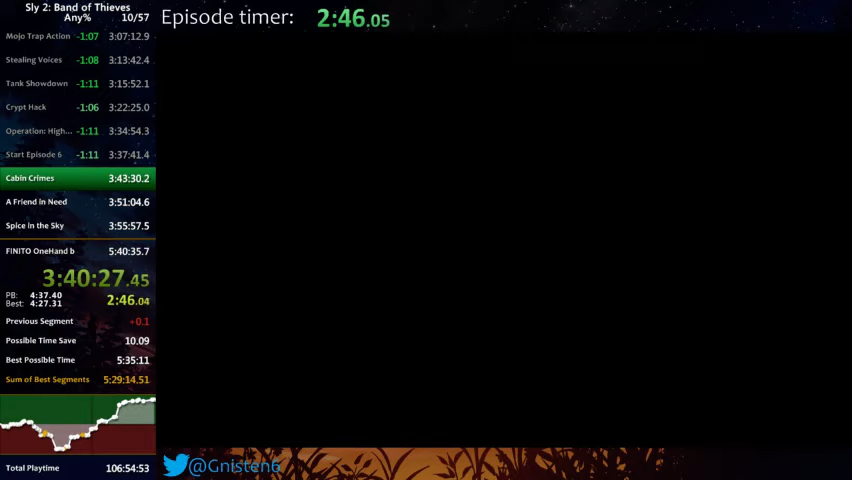 Sly 2: Band of Thieves
Any% 10/57
Mojo Trap Action -1:07 3:07:12.9
Stealing Voices -1:08 3:13:42.4
Tank Showdown -1:11 3:15:52.1
Crypt Hack -1:06 3:22:25.0
Operation: High... -1:11 3:34:54.3
Start Episode 6 -1:11 3:37:41.4
Cabin Crimes 3:43:30.2
A Friend in Need 3:51:04.6
Spice in the Sky 3:55:57.5
FINITO OneHand b 5:40:35.7
3:40:27.45
PB: 4:37.40
Best: 4:27.31
2:46.04
Previous Segment +0.1
Possible Time Save 10.09
Best Possible Time 5:35:11
Sum of Best Segments 5:29:14.51
Total Playtime 106:54:53
Episode timer: 2:46.05
@Gnisten6